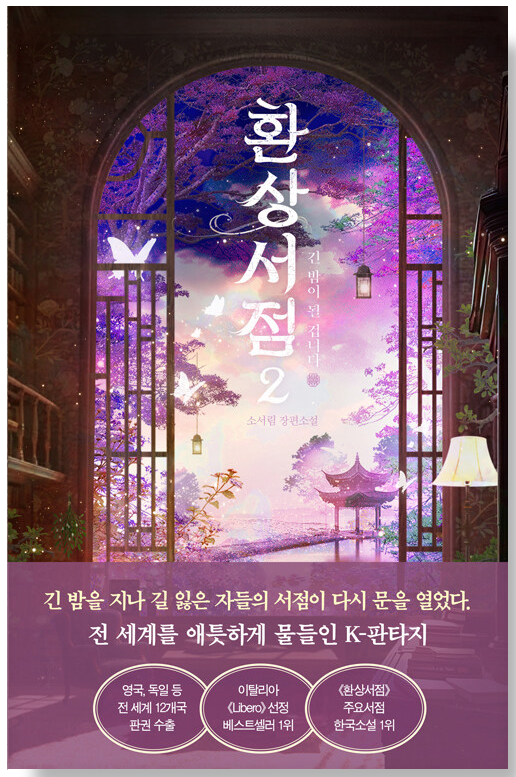 환상서점
긴 밤이 될 겁니다
2
소서림 장편소설
긴 밤을 지나 길 잃은 자들의 서점이 다시 문을 열었다.
전 세계를 애틋하게 물들인 K-판타지
영국, 독일 등
전 세계 12개국
판권 수출
이탈리아
《Libero》 선정
베스트셀러 1위
《환상서점》
주요서점
한국소설 1위